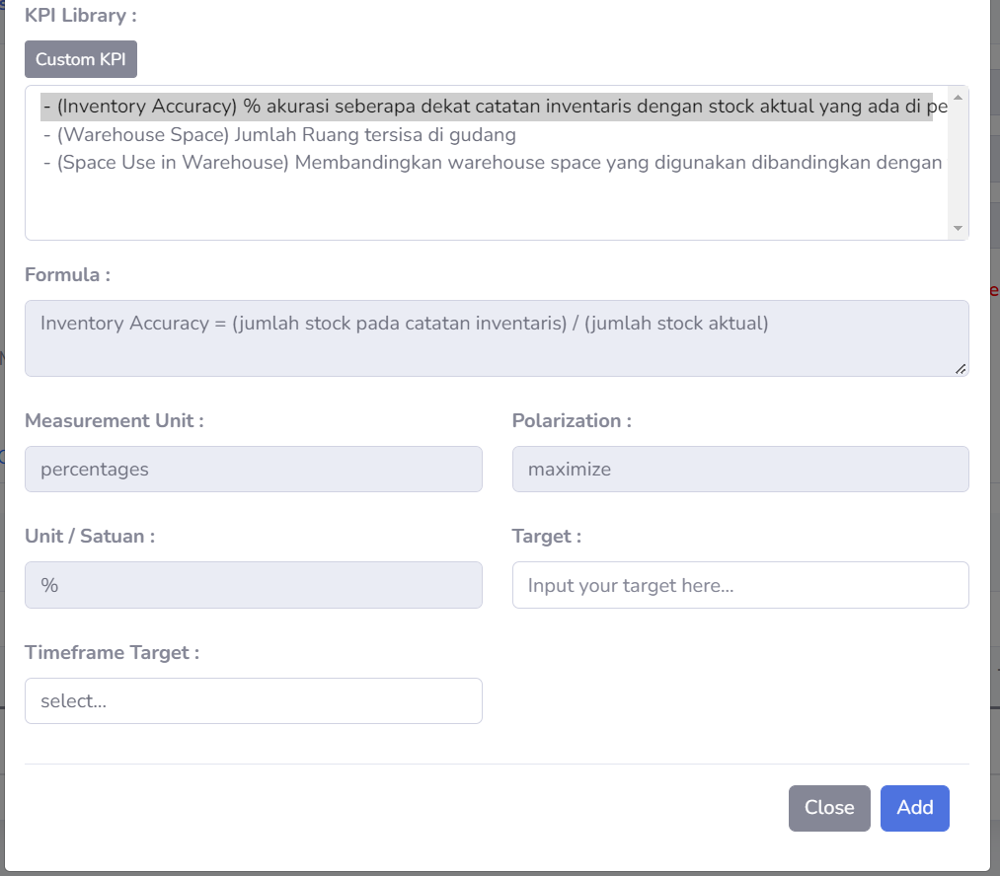 KPI Library :
Custom KPI
- (Inventory Accuracy) % akurasi seberapa dekat catatan inventaris dengan stock aktual yang ada di pe
- (Warehouse Space) Jumlah Ruang tersisa di gudang
- (Space Use in Warehouse) Membandingkan warehouse space yang digunakan dibandingkan dengan
Formula :
Inventory Accuracy = (jumlah stock pada catatan inventaris) / (jumlah stock aktual)
Measurement Unit :
Polarization :
percentages
maximize
Unit / Satuan :
Target :
%
Input your target here...
Timeframe Target :
select...
Close
Add